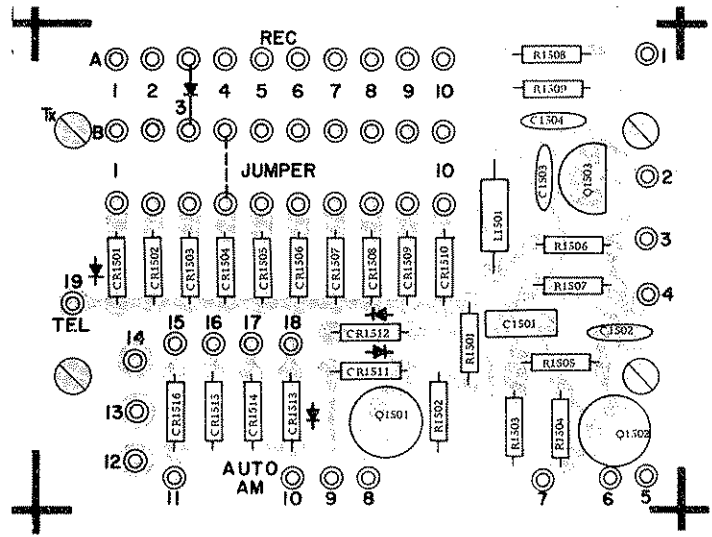 REC
A
1 2 3 4 5 6 7 8 9 10
Tx
B
1 JUMPER 10
CR1501 CR1502 CR1503 CR1504 CR1505 CR1506 CR1507 CR1508 CR1509 CR1510
19
TEL
14 15 16 17 18
CR1512
CR1511
13
CR1516 CR1515 CR1514 CR1513
Q1501
R1502
12
AUTO
AM
11 10 9 8
R1508
1
R1509
C1504
C1503
Q1503
2
L1501
R1506
3
R1507
4
R1501
C1501
C1502
R1505
R1503
R1504
Q1502
7 6 5